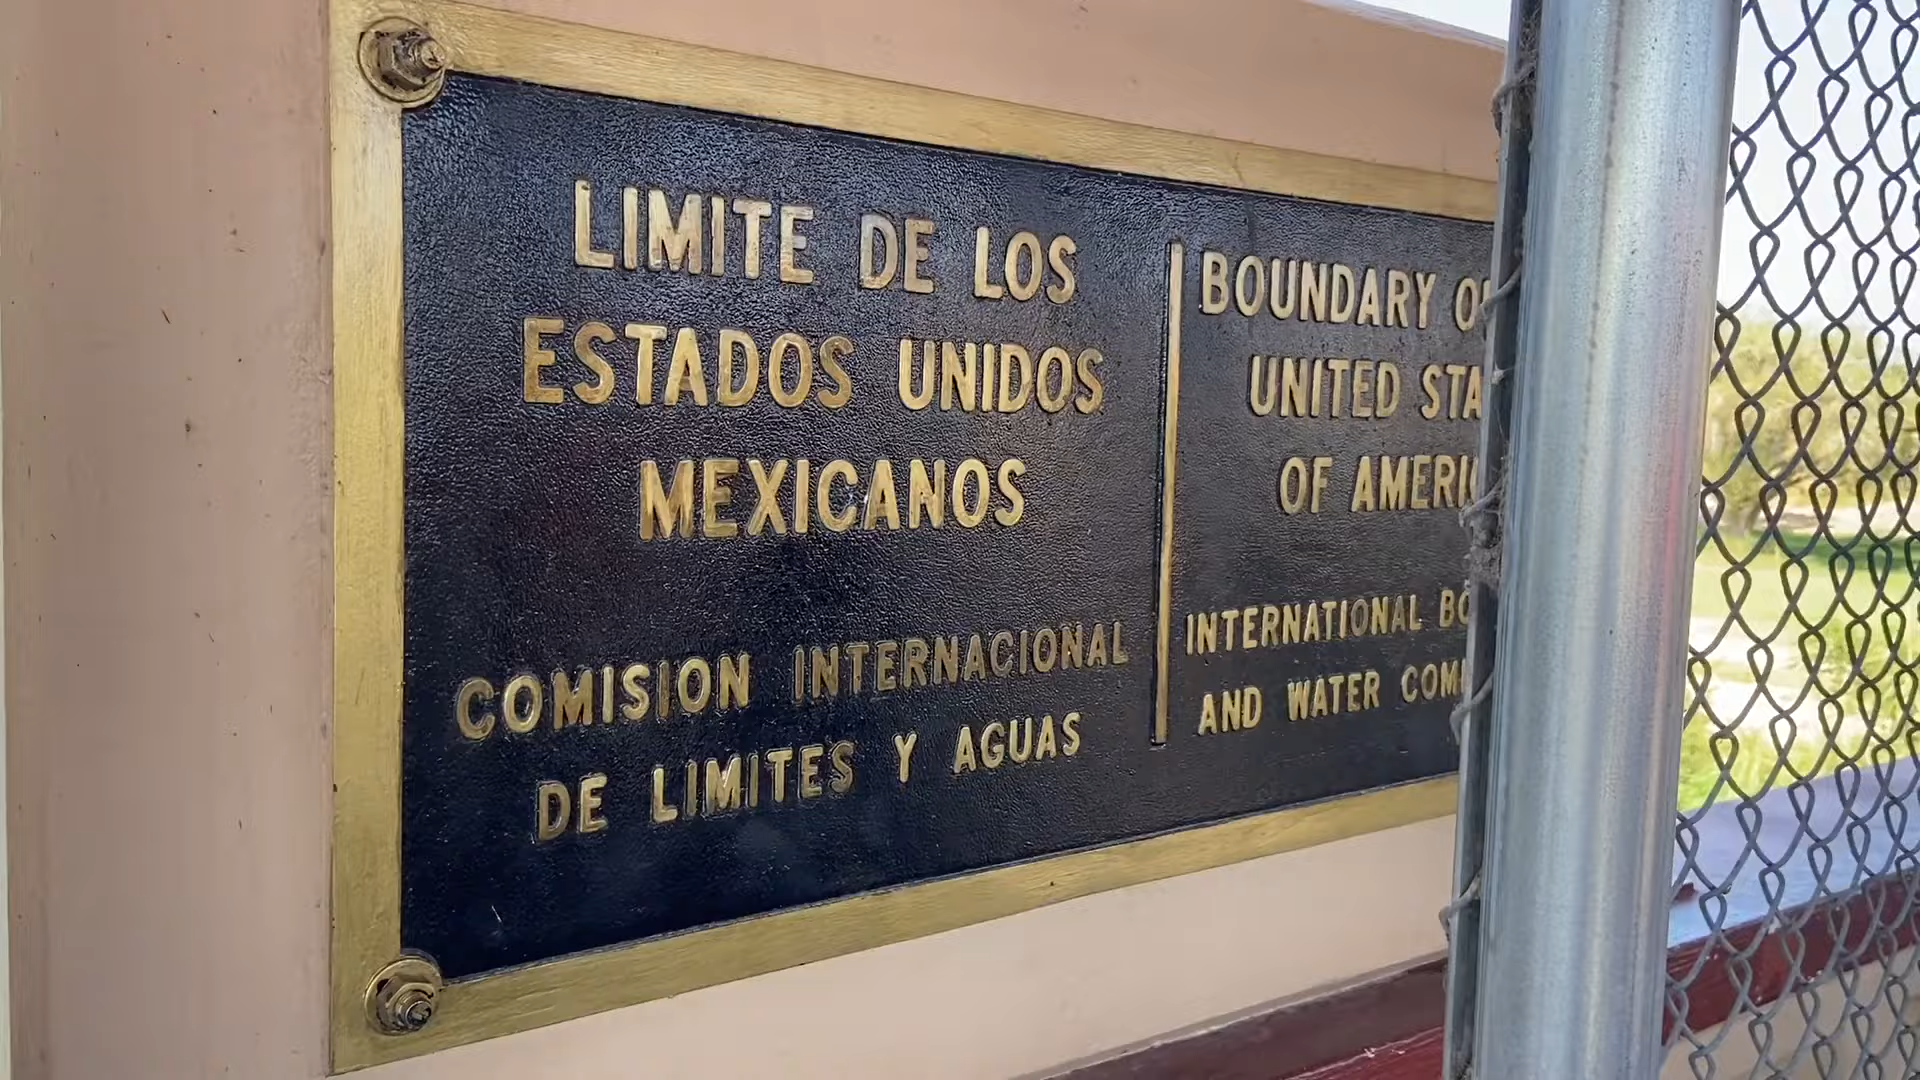 LIMITE DE LOS
ESTADOS UNIDOS
MEXICANOS
COMISION INTERNACIONAL
DE LIMITES Y AGUAS
BOUNDARY
UNITED
OF
INTERNATIONAL
AND WATER